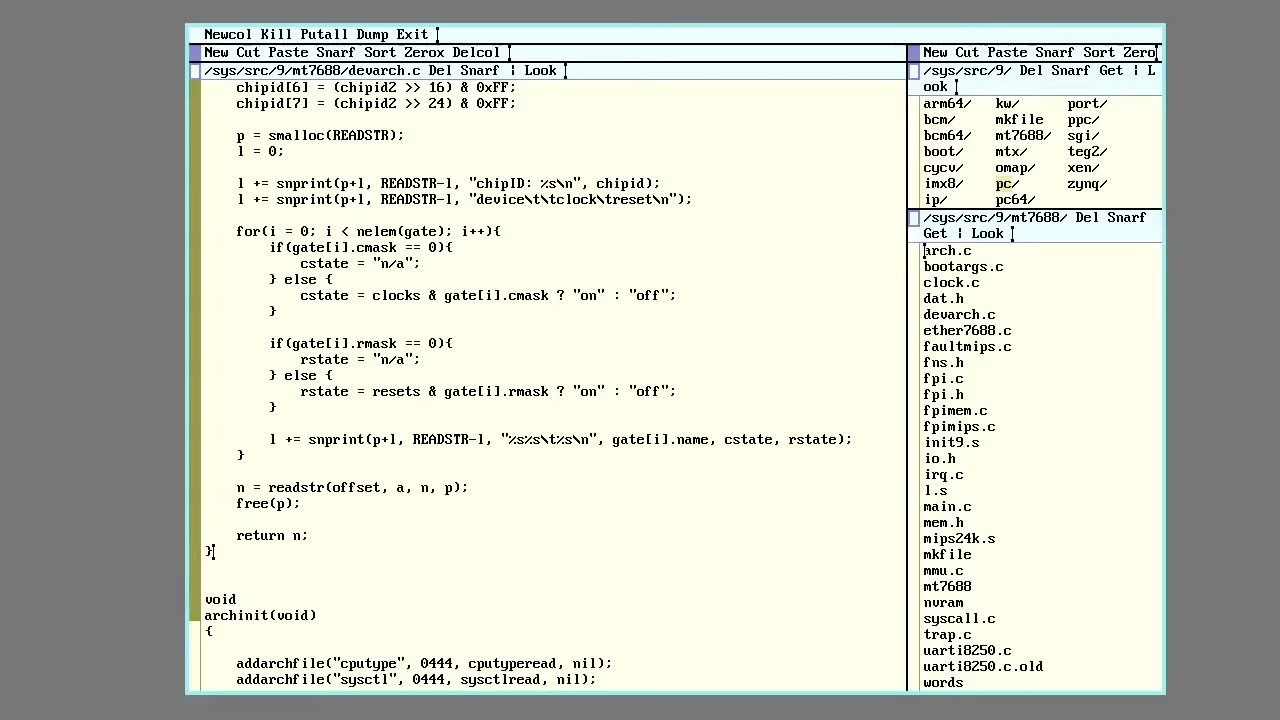 Newcol Kill Putall Dump Exit
New Cut Paste Snarf Sort Zerox Delcol
/sys/src/9/mt7688/devarch.c Del Snarf | Look
chipid[6] = (chipid2 >> 16) & 0xFF;
chipid[7] = (chipid2 >> 24) & 0xFF;
p = smalloc(READSTR);
l = 0;
l += snprint(p+l, READSTR-l, "chipID: %s\n", chipid);
l += snprint(p+l, READSTR-l, "device\t\tclock\treset\n");
for(i = 0; i < nelem(gate); i++){
if(gate[i].cmask == 0){
cstate = "n/a";
} else {
cstate = clocks & gate[i].cmask ? "on" : "off";
}
if(gate[i].rmask == 0){
rstate = "n/a";
} else {
rstate = resets & gate[i].rmask ? "on" : "off";
}
l += snprint(p+l, READSTR-l, "%s%s\t%s\n", gate[i].name, cstate, rstate);
}
n = readstr(offset, a, n, p);
free(p);
return n;
}
void
archinit(void)
{
addarchfile("cputype", 0444, cputyperead, nil);
addarchfile("sysctl", 0444, sysctlread, nil);
New Cut Paste Snarf Sort Zero
/sys/src/9/ Del Snarf Get | L
ook
arm64/ kw/ port/
bcm/ mkfile ppc/
bcm64/ mt7688/ sgi/
boot/ mtx/ teg2/
cycv/ omap/ xen/
imx8/ pc/ zynq/
ip/ pc64/
/sys/src/9/mt7688/ Del Snarf
Get | Look
arch.c
bootargs.c
clock.c
dat.h
devarch.c
ether7688.c
faultmips.c
fns.h
fpi.c
fpi.h
fpimem.c
fpimips.c
init9.s
io.h
irq.c
l.s
main.c
mem.h
mips24k.s
mkfile
mmu.c
mt7688
nvram
syscall.c
trap.c
uarti8250.c
uarti8250.c.old
words